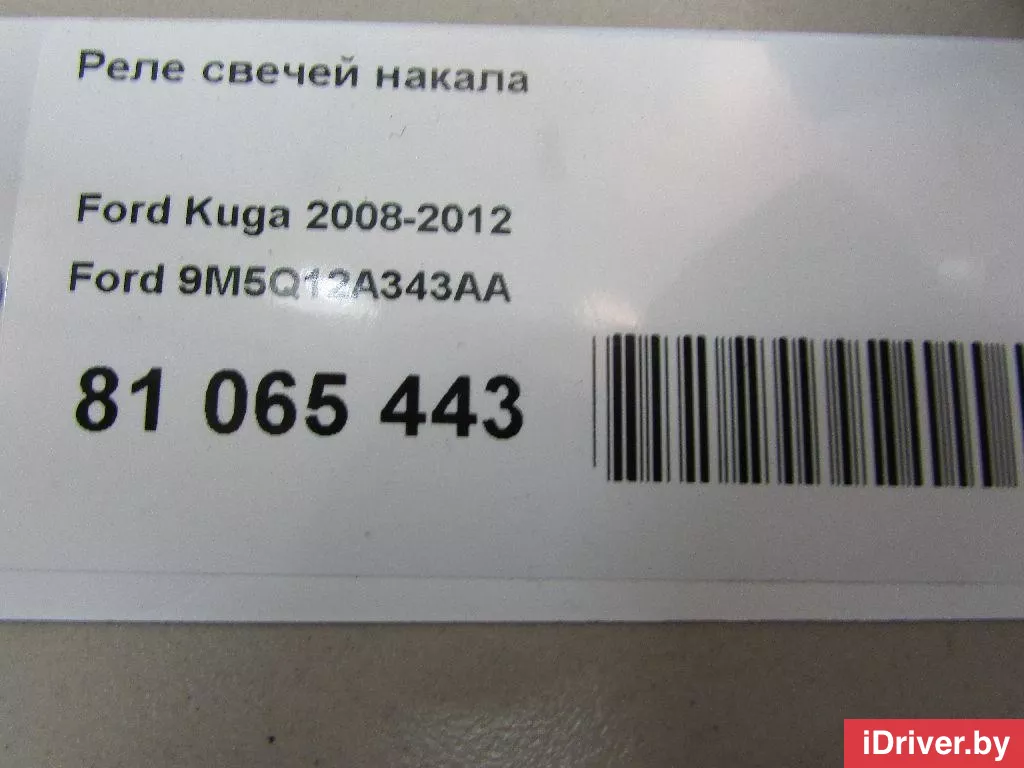 Реле свечей накала
Ford Kuga 2008-2012
Ford 9M5Q12A343AA
81 065 443
iDriver.by